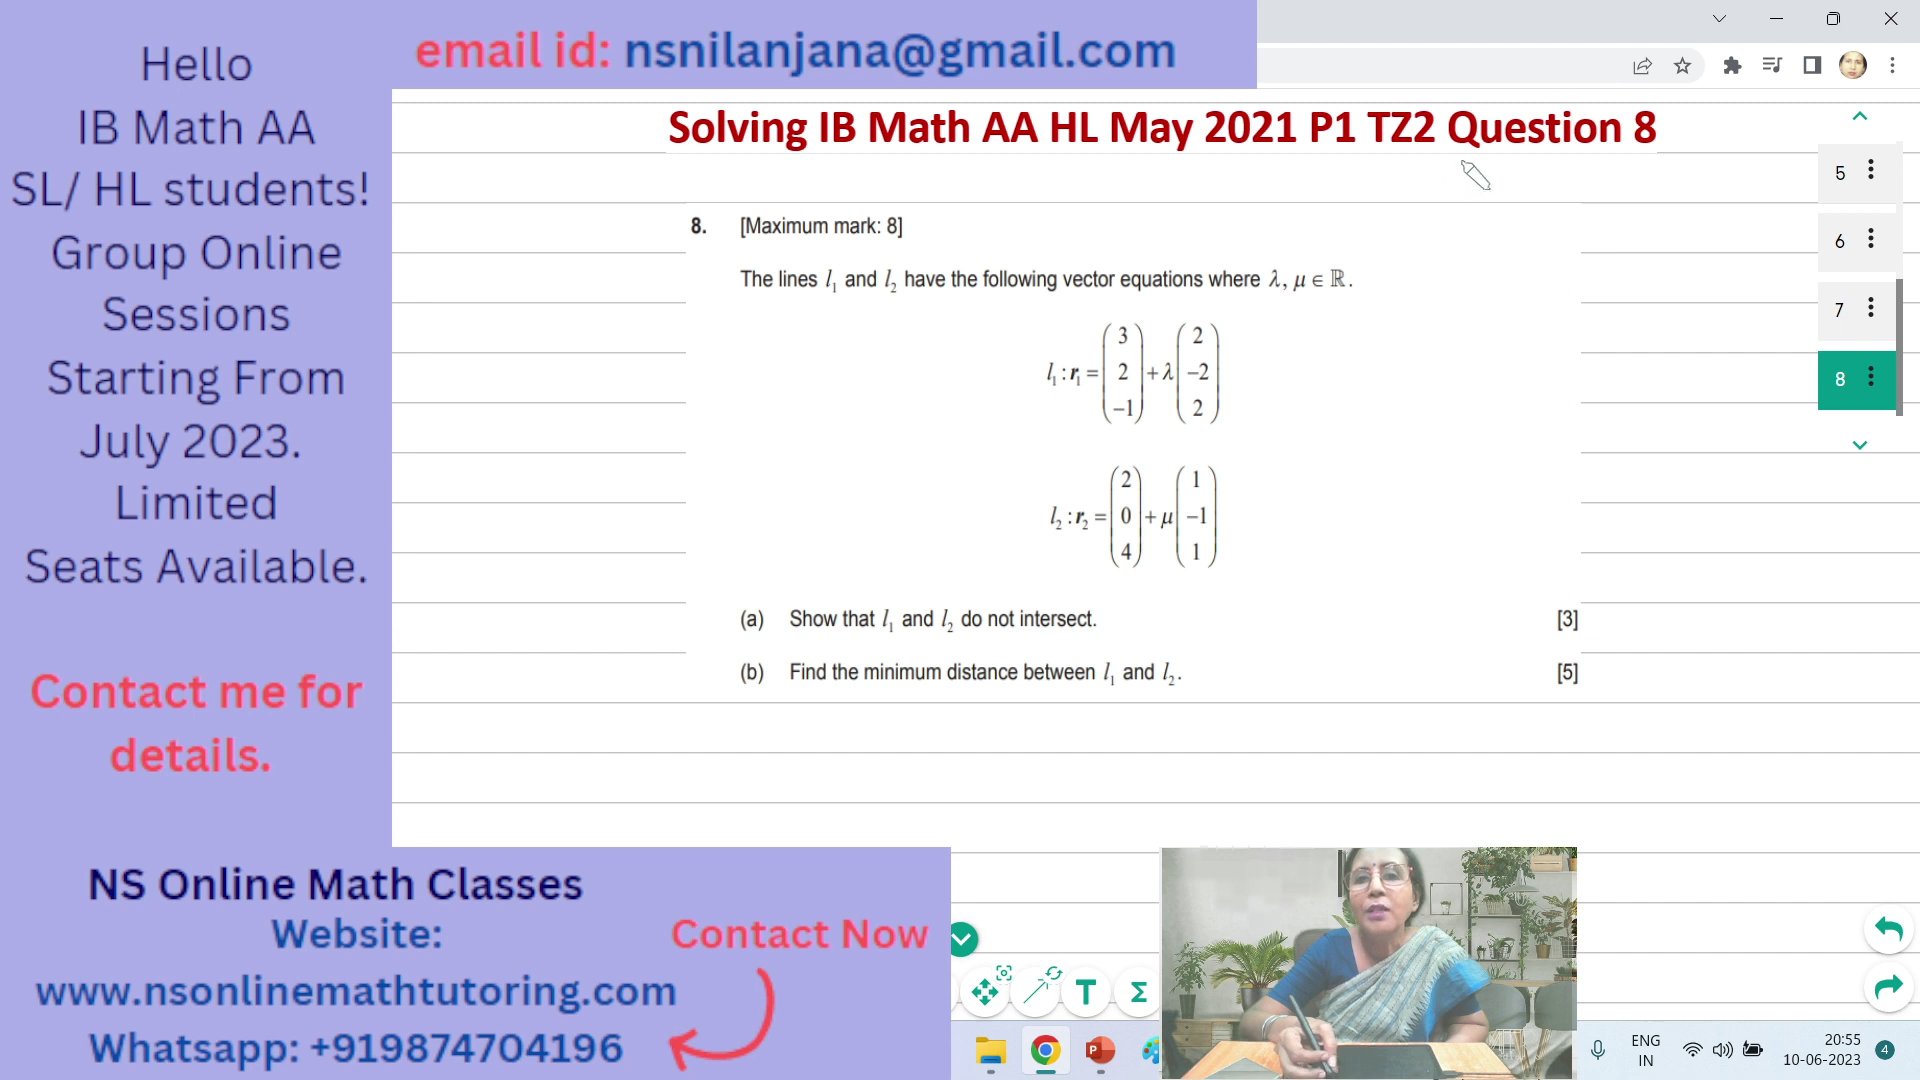 Hello
IB Math AA
SL/ HL students!
Group Online
Sessions
Starting From
July 2023.
Limited
Seats Available.
Contact me for
details.
email id: nsnilanjana@gmail.com
Solving IB Math AA HL May 2021 P1 TZ2 Question 8
8. [Maximum mark: 8]
The lines l₁ and l₂ have the following vector equations where λ, μ ∈ ℝ.
l₁ : r₁ = (3 2 −1) + λ (2 −2 2)
l₂ : r₂ = (2 0 4) + μ (1 −1 1)
(a) Show that l₁ and l₂ do not intersect. [3]
(b) Find the minimum distance between l₁ and l₂. [5]
5
6
7
8
NS Online Math Classes
Website:
www.nsonlinemathtutoring.com
Whatsapp: +919874704196
Contact Now
T Σ
P
ENG
IN
20:55
10-06-2023
4